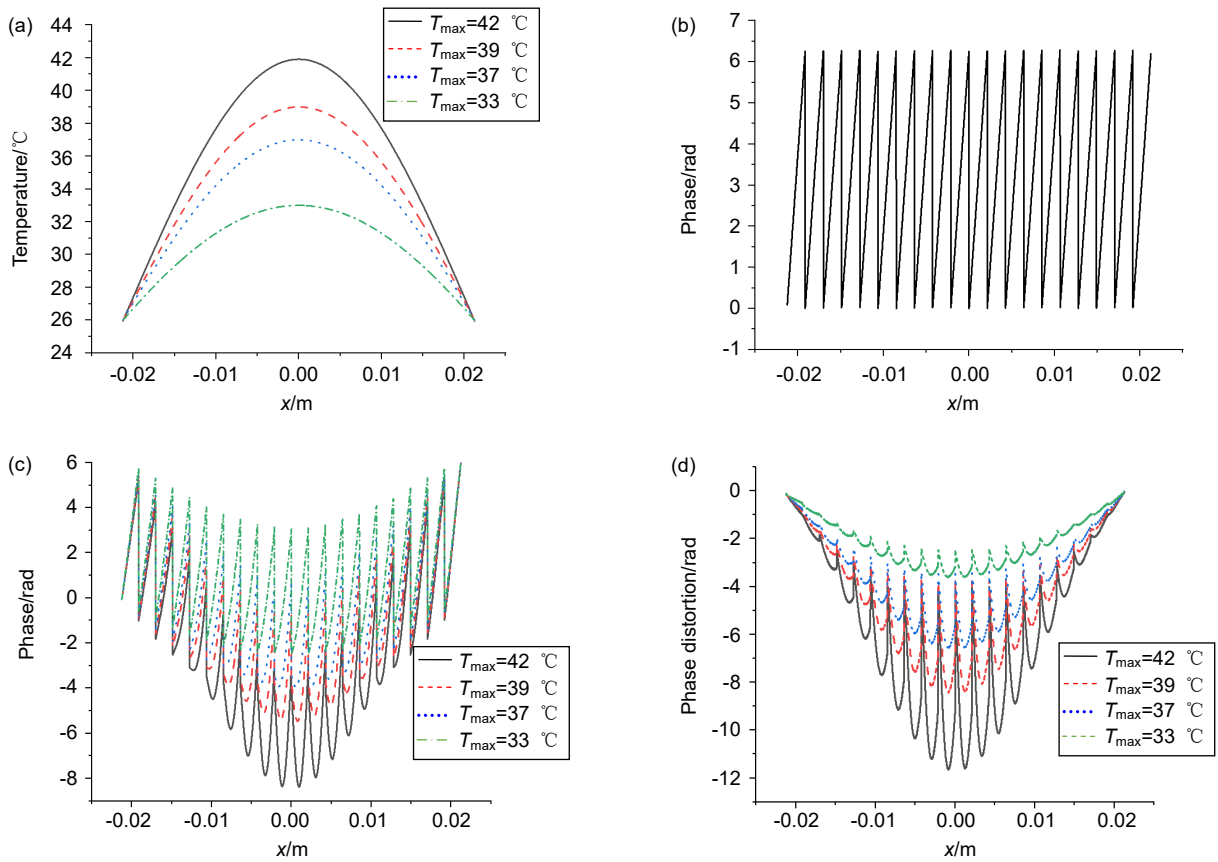 (a)
44
42
40
38
36
34
32
30
28
26
24
Temperature/℃
-0.02 -0.01 0.00 0.01 0.02
x/m
Tmax=42 ℃
Tmax=39 ℃
Tmax=37 ℃
Tmax=33 ℃
(b)
7
6
5
4
3
2
1
0
-1
Phase/rad
-0.02 -0.01 0.00 0.01 0.02
x/m
(c)
6
4
2
0
-2
-4
-6
-8
Phase/rad
-0.02 -0.01 0.00 0.01 0.02
x/m
Tmax=42 ℃
Tmax=39 ℃
Tmax=37 ℃
Tmax=33 ℃
(d)
0
-2
-4
-6
-8
-10
-12
Phase distortion/rad
-0.02 -0.01 0.00 0.01 0.02
x/m
Tmax=42 ℃
Tmax=39 ℃
Tmax=37 ℃
Tmax=33 ℃